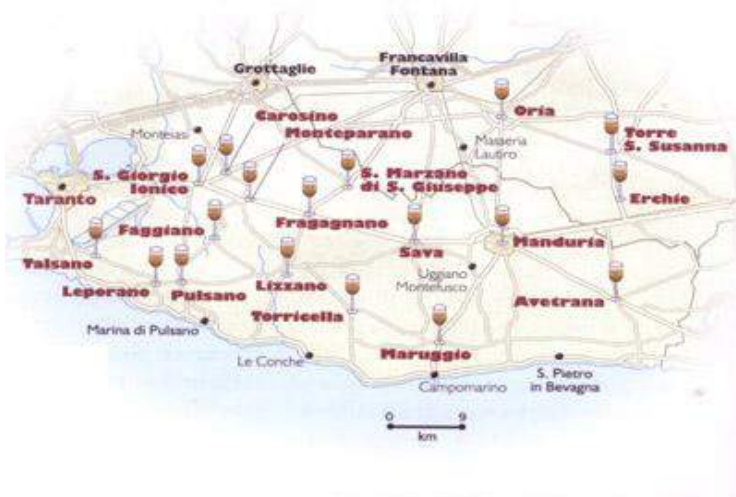 Grottaglie
Francavilla
Fontana
Oria
Carosino
Monteiasi
Monteparano
Masseria
Lautiro
Torre
S. Susanna
S. Giorgio
Ionico
S. Marzano
di S. Giuseppe
Taranto
Erchie
Faggiano
Fragagnano
Sava
Manduria
Talsano
Leporano
Pulsano
Lizzano
Uggiano
Montefusco
Torricella
Avetrana
Marina di Pulsano
Maruggio
Le Conche
Campomarino
S. Pietro
in Bevagna
0 9
km